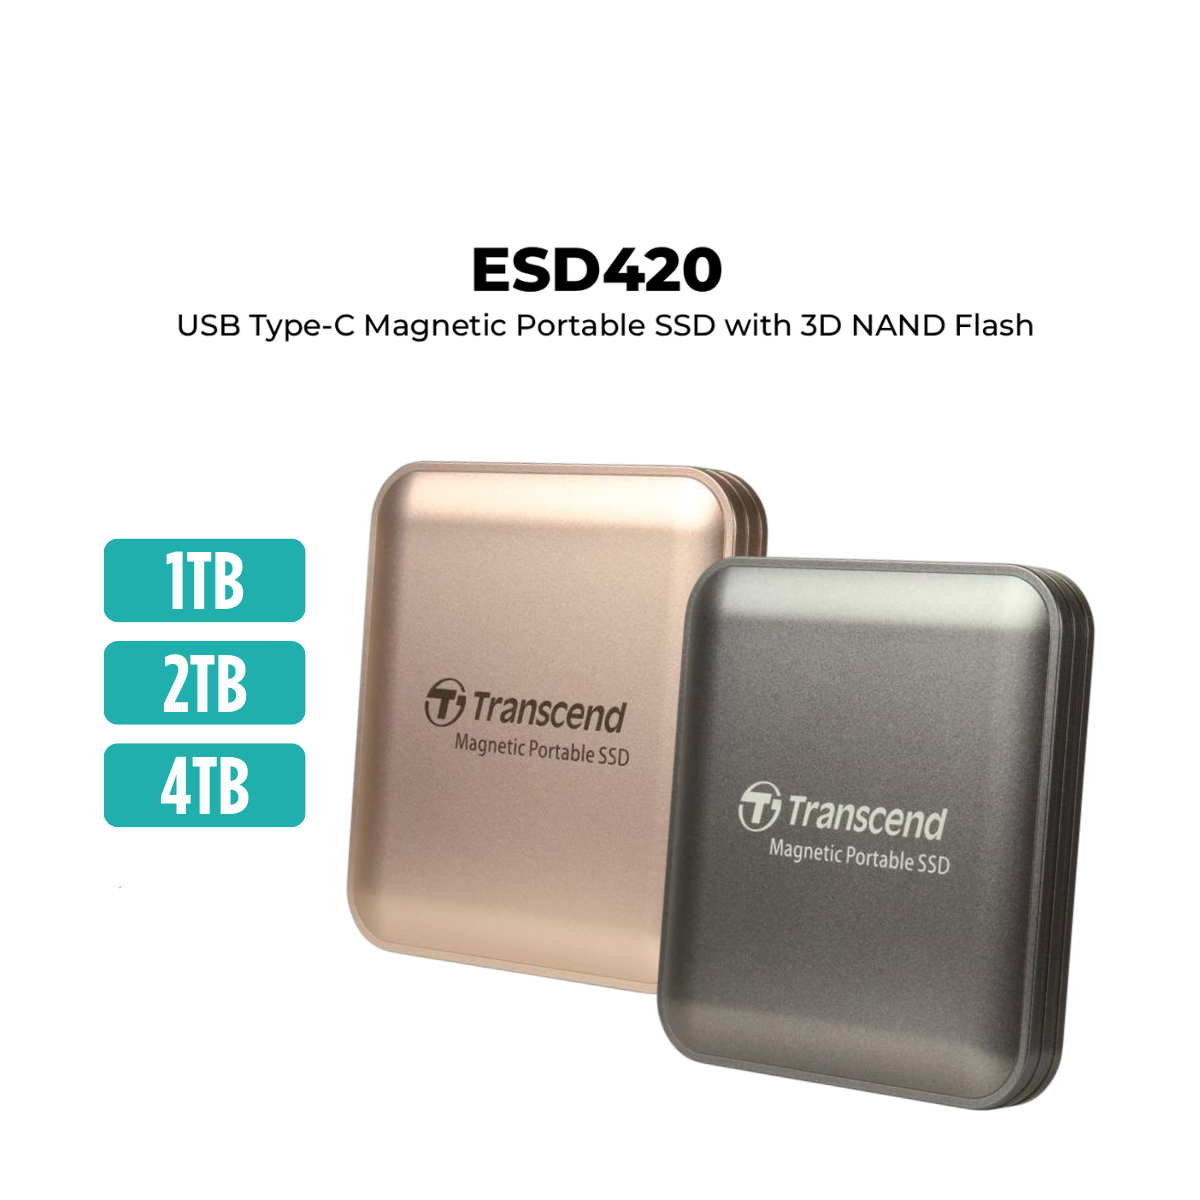 ESD420
USB Type-C Magnetic Portable SSD with 3D NAND Flash
1TB
2TB
4TB
Transcend
Magnetic Portable SSD
Transcend
Magnetic Portable SSD